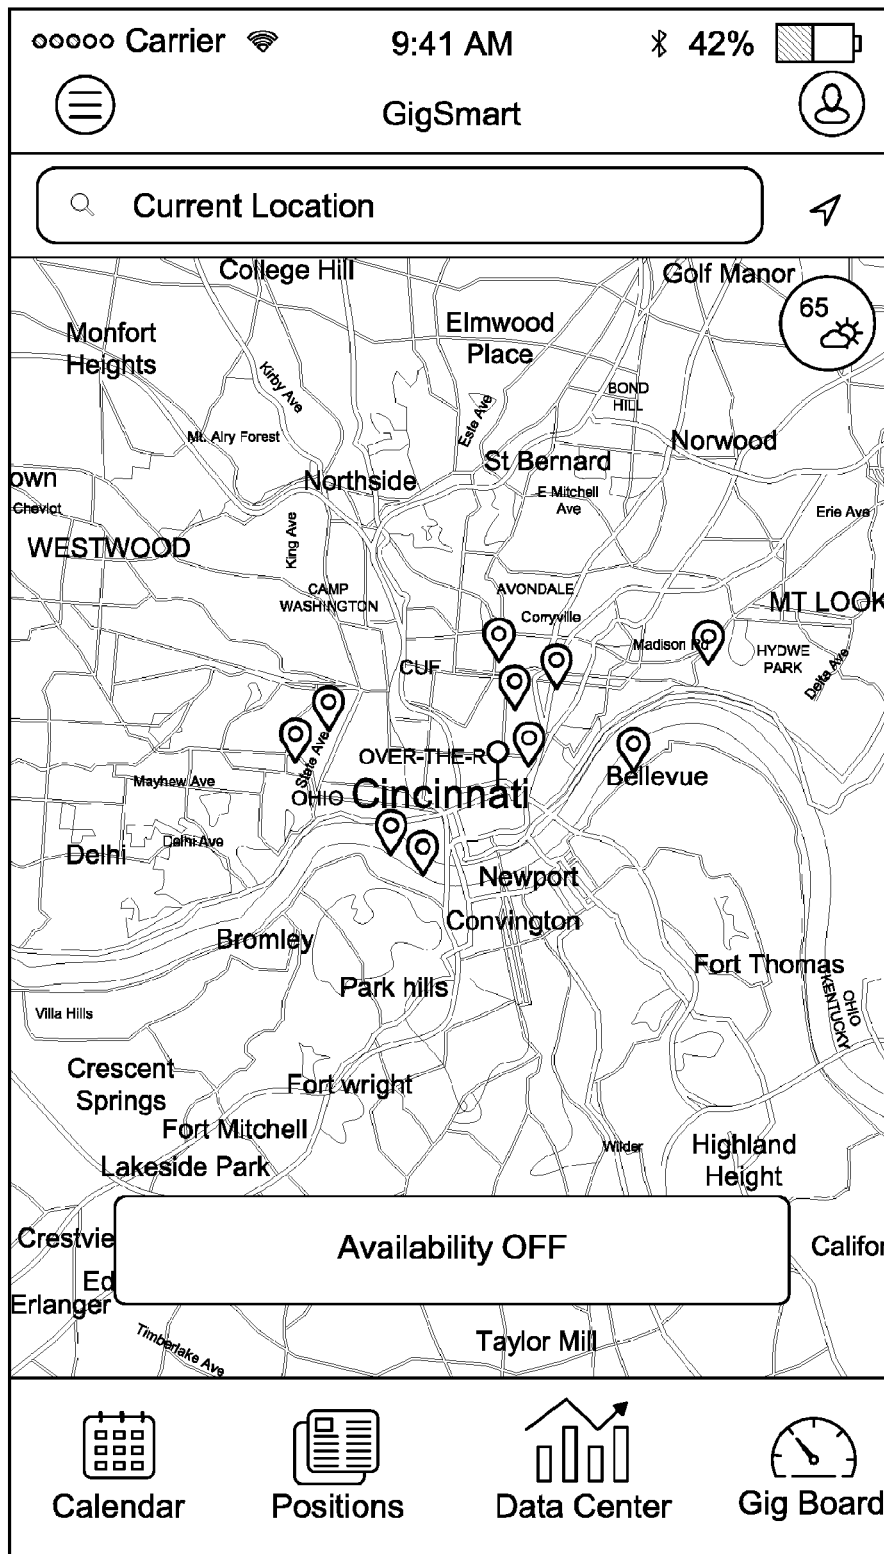 Carrier 9:41 AM 42%
GigSmart
Current Location
College Hill
Golf Manor
65
Monfort
Heights
Elmwood
Place
Kirby Ave
BOND
HILL
Este Ave
Mt. Airy Forest
Norwood
St Bernard
own
Northside
E Mitchell
Ave
Cheviot
Erie Ave
King Ave
WESTWOOD
CAMP
WASHINGTON
AVONDALE
MT LOOK
Corryville
Madison Rd
HYDWE
PARK
CUF
Delta Ave
State Ave
OVER-THE-R
Mayhew Ave
Bellevue
OHIO
Cincinnati
Delhi
Delhi Ave
Newport
Convington
Bromley
Fort Thomas
Park hills
Villa Hills
OHIO
KENTUCKY
Crescent
Springs
Fort wright
Fort Mitchell
Wilder
Highland
Height
Lakeside Park
Crestvie
Availability OFF
Califor
Ed
Erlanger
Timberlake Ave
Taylor Mill
Calendar
Positions
Data Center
Gig Board